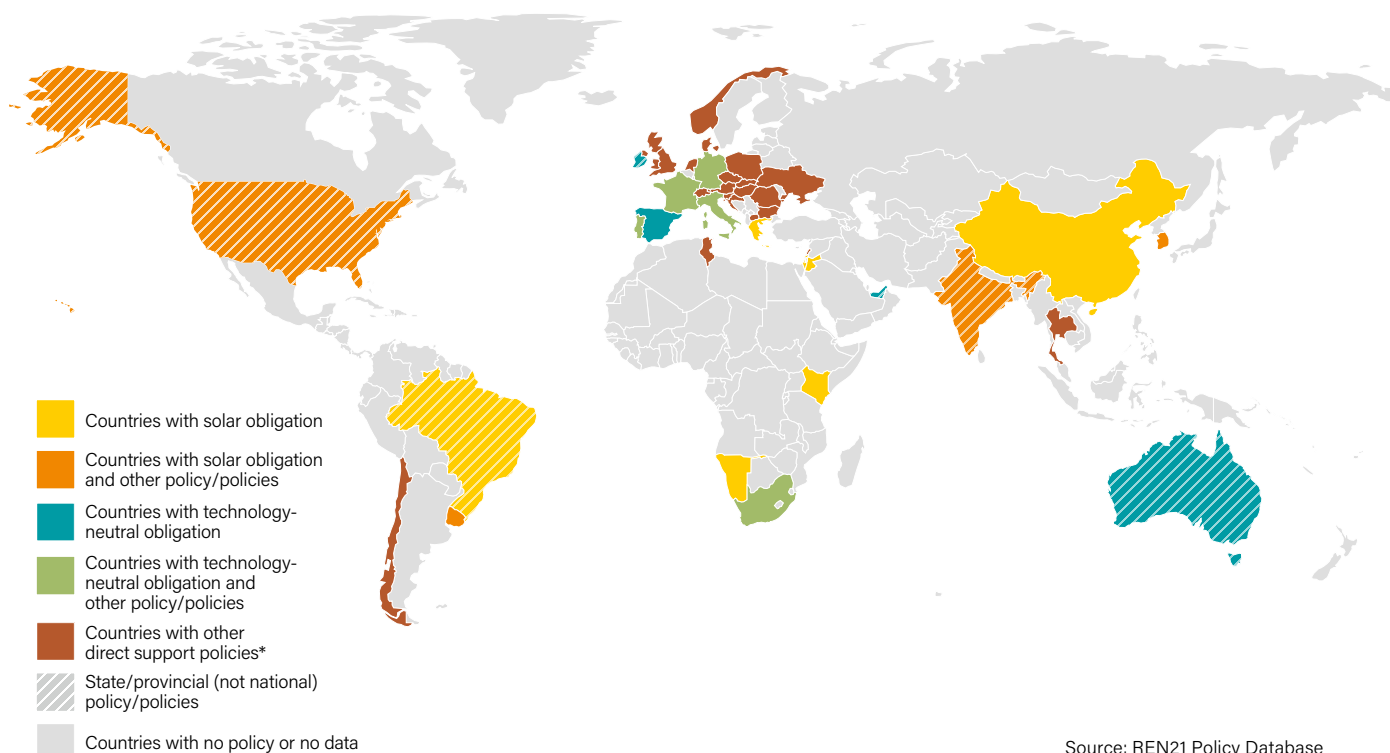 Countries with solar obligation
Countries with solar obligation
and other policy/policies
Countries with technology-
neutral obligation
Countries with technology-
neutral obligation and
other policy/policies
Countries with other
direct support policies*
State/provincial (not national)
policy/policies
Countries with no policy or no data
Source: REN21 Policy Database